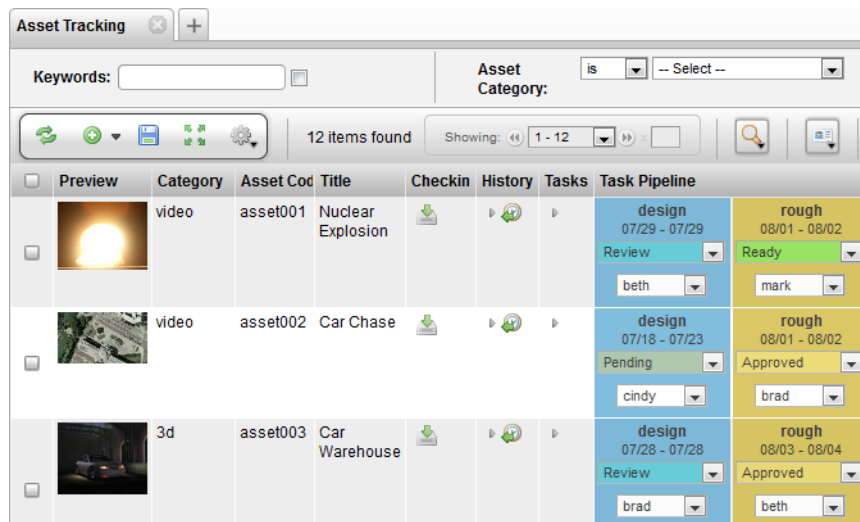 Asset Tracking
Keywords:
Asset Category: is -- Select --
12 items found Showing: 1 - 12 x
Preview Category Asset Cod Title Checkin History Tasks Task Pipeline
video asset001 Nuclear Explosion
design rough
07/29 - 07/29 08/01 - 08/02
Review Ready
beth mark
video asset002 Car Chase
design rough
07/18 - 07/23 08/01 - 08/02
Pending Approved
cindy brad
3d asset003 Car Warehouse
design rough
07/28 - 07/28 08/03 - 08/04
Review Approved
brad beth